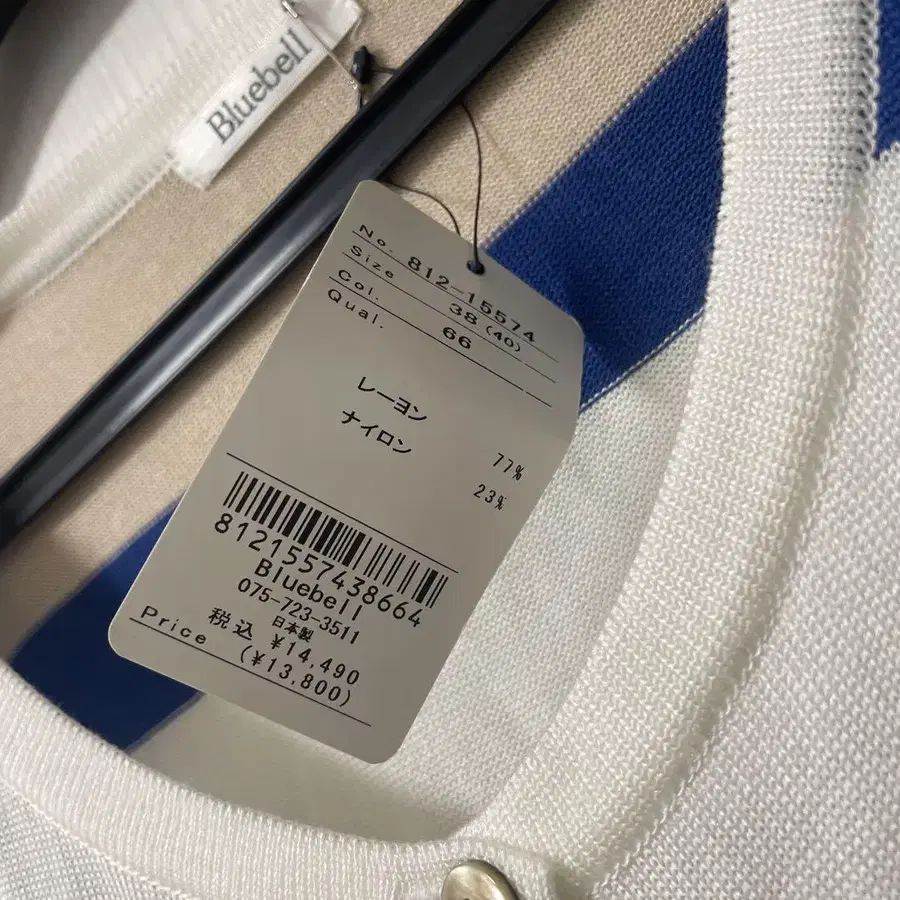 Bluebell
No. 812-15574
Size 38(40)
Col. 66
Qual.
レーヨン 77%
ナイロン 23%
8121557438664
Bluebell
075-723-3511
日本製
税込 ¥14,490
Price (¥13,800)